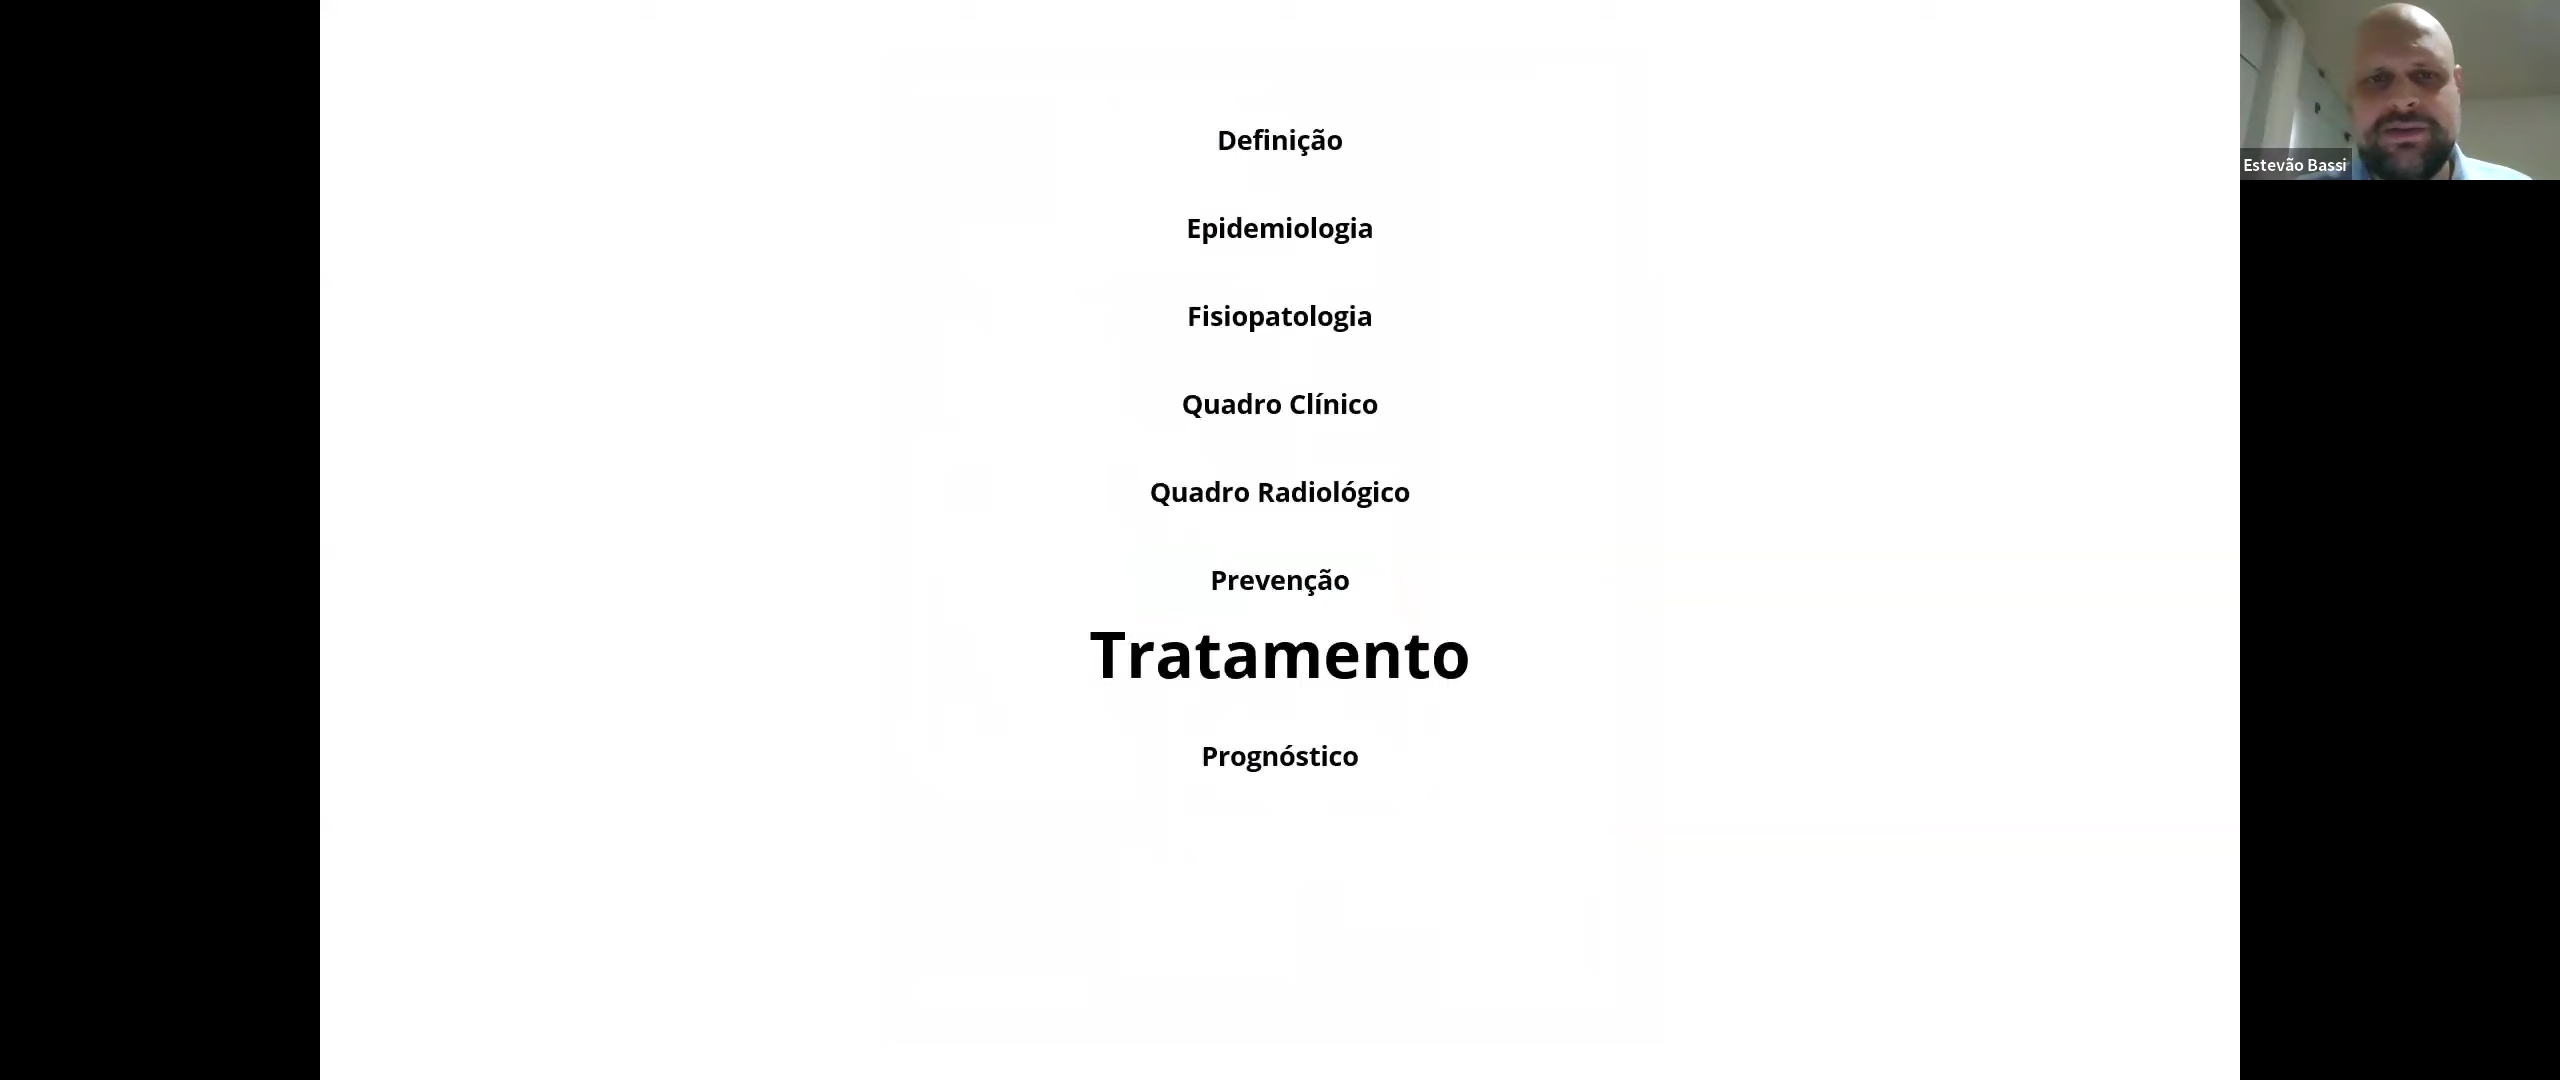 Definição
Epidemiologia
Fisiopatologia
Quadro Clínico
Quadro Radiológico
Prevenção
Tratamento
Prognóstico
Estevão Bassi